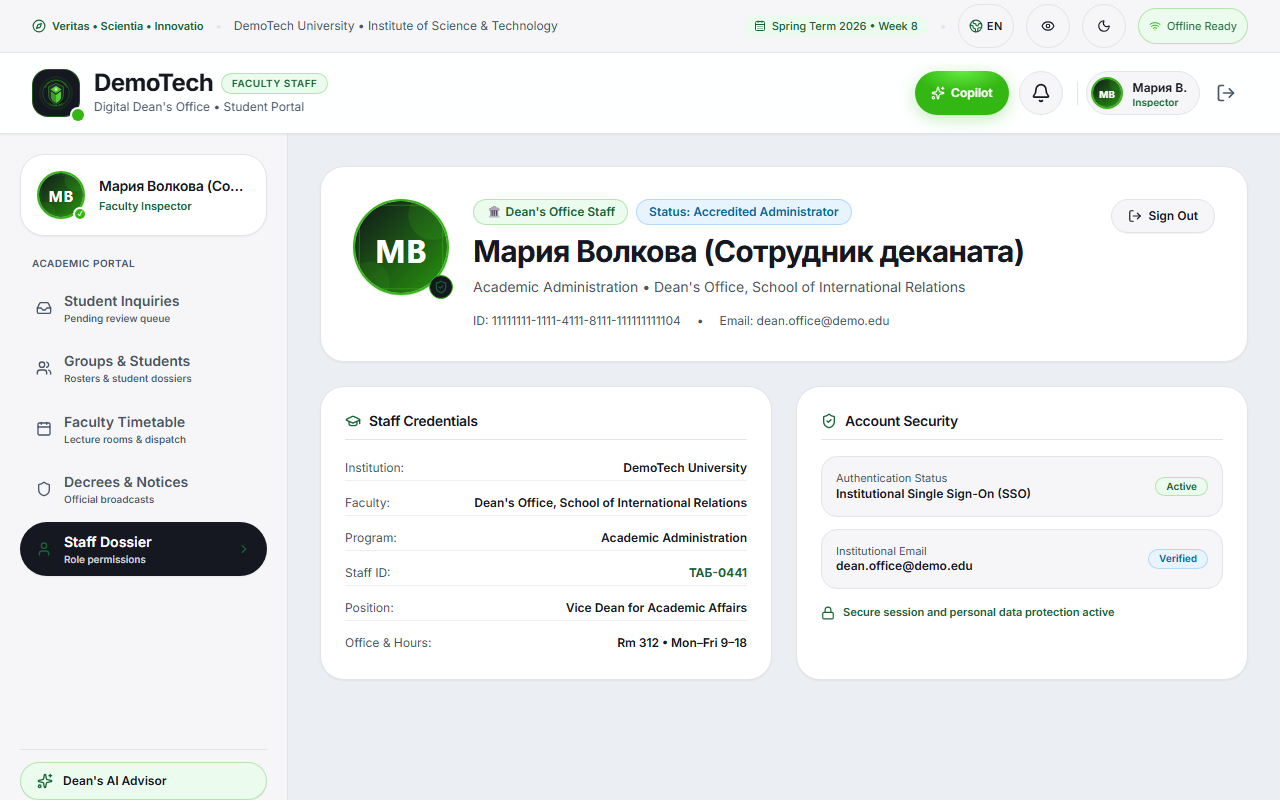 Veritas • Scientia • Innovatio
DemoTech University • Institute of Science & Technology
Spring Term 2026 • Week 8
EN
Offline Ready
DemoTech
FACULTY STAFF
Digital Dean's Office • Student Portal
Copilot
MB
Мария В.
Inspector
MB
Мария Волкова (Со...
Faculty Inspector
ACADEMIC PORTAL
Student Inquiries
Pending review queue
Groups & Students
Rosters & student dossiers
Faculty Timetable
Lecture rooms & dispatch
Decrees & Notices
Official broadcasts
Staff Dossier
Role permissions
Dean's AI Advisor
MB
Dean's Office Staff
Status: Accredited Administrator
Sign Out
Мария Волкова (Сотрудник деканата)
Academic Administration • Dean's Office, School of International Relations
ID: 11111111-1111-4111-8111-111111111104 • Email: dean.office@demo.edu
Staff Credentials
Institution: DemoTech University
Faculty: Dean's Office, School of International Relations
Program: Academic Administration
Staff ID: ТАБ-0441
Position: Vice Dean for Academic Affairs
Office & Hours: Rm 312 • Mon–Fri 9–18
Account Security
Authentication Status
Institutional Single Sign-On (SSO)
Active
Institutional Email
dean.office@demo.edu
Verified
Secure session and personal data protection active